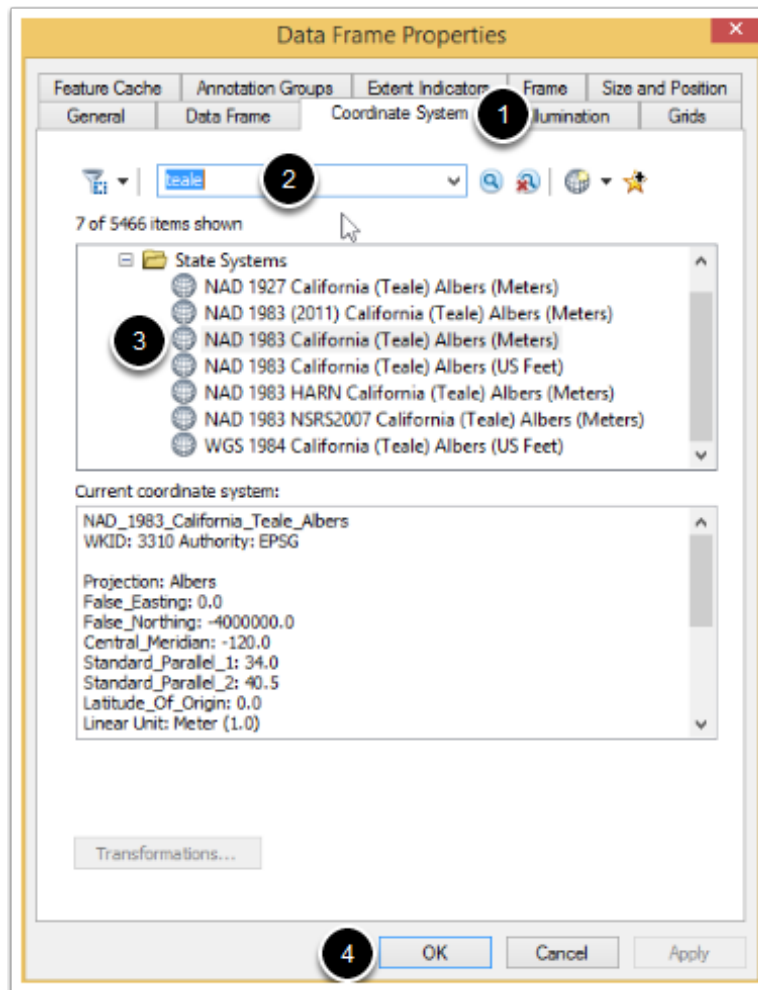 Data Frame Properties
Feature Cache Annotation Groups Extent Indicators Frame Size and Position
General Data Frame Coordinate System 1 Illumination Grids
teale 2
7 of 5466 items shown
State Systems
NAD 1927 California (Teale) Albers (Meters)
NAD 1983 (2011) California (Teale) Albers (Meters)
3 NAD 1983 California (Teale) Albers (Meters)
NAD 1983 California (Teale) Albers (US Feet)
NAD 1983 HARN California (Teale) Albers (Meters)
NAD 1983 NSRS2007 California (Teale) Albers (Meters)
WGS 1984 California (Teale) Albers (US Feet)
Current coordinate system:
NAD_1983_California_Teale_Albers
WKID: 3310 Authority: EPSG
Projection: Albers
False_Easting: 0.0
False_Northing: -4000000.0
Central_Meridian: -120.0
Standard_Parallel_1: 34.0
Standard_Parallel_2: 40.5
Latitude_Of_Origin: 0.0
Linear Unit: Meter (1.0)
Transformations...
4 OK Cancel Apply